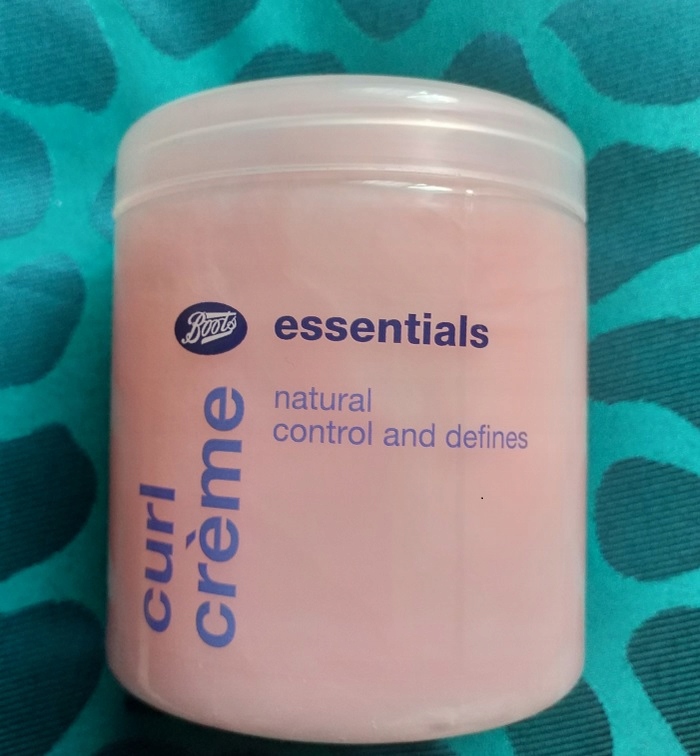 Boots essentials
natural
control and defines
curl
crème